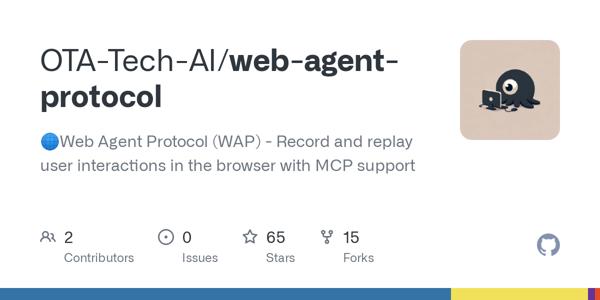 OTA-Tech-AI/web-agent-
protocol
🌐Web Agent Protocol (WAP) - Record and replay
user interactions in the browser with MCP support
2 0 65 15
Contributors Issues Stars Forks